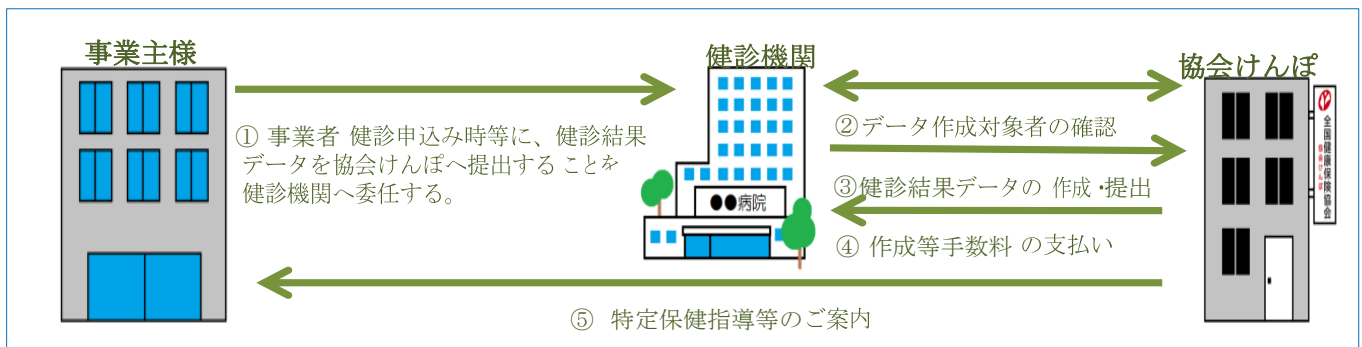 事業主様
健診機関
協会けんぽ
① 事業者 健診申込み時等に、健診結果
データを協会けんぽへ提出する ことを
健診機関へ委任する。
②データ作成対象者の確認
③健診結果データの 作成・提出
④ 作成等手数料 の支払い
⑤ 特定保健指導等のご案内
●●病院
全国健康保険協会
協会けんぽ